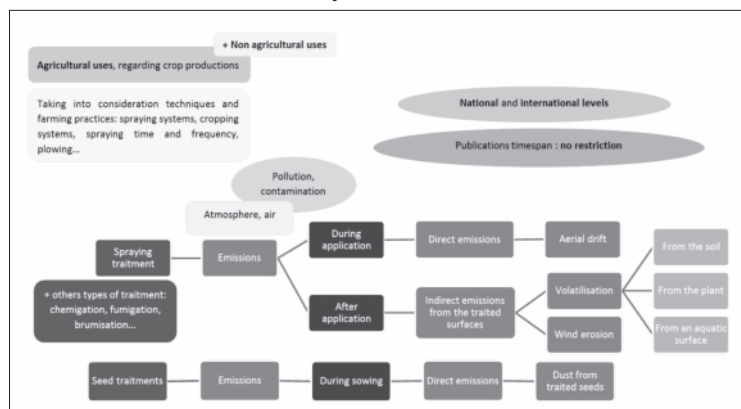 + Non agricultural uses
Agricultural uses, regarding crop productions
Taking into consideration techniques and
farming practices: spraying systems, cropping
systems, spraying time and frequency,
plowing...
National and international levels
Publications timespan : no restriction
Pollution,
contamination
Atmosphere, air
Spraying
traitment
Emissions
During
application
Direct emissions
Aerial drift
+ others types of traitment:
chemigation, fumigation,
brumisation...
After
application
Indirect emissions
from the traited
surfaces
Volatilisation
Wind erosion
From the soil
From the plant
From an aquatic
surface
Seed traitments
Emissions
During sowing
Direct emissions
Dust from
traited seeds